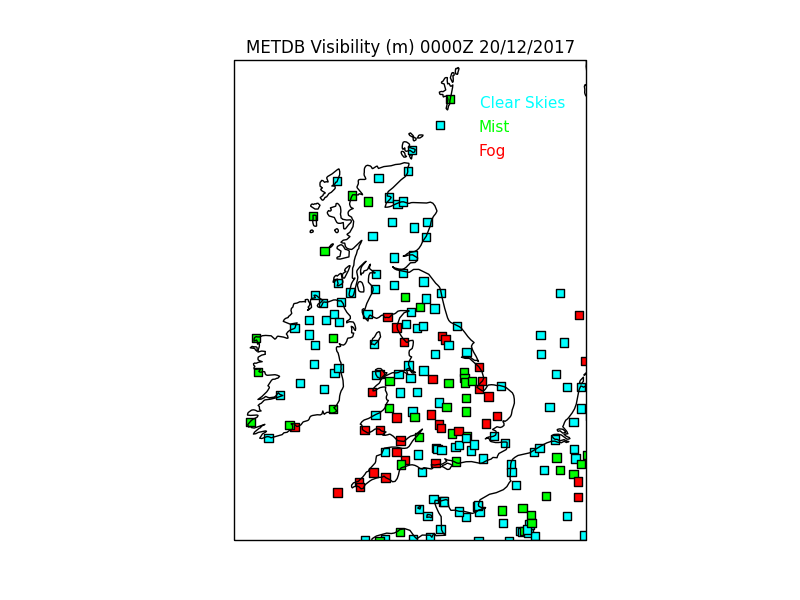 METDB Visibility (m) 0000Z 20/12/2017
Clear Skies
Mist
Fog